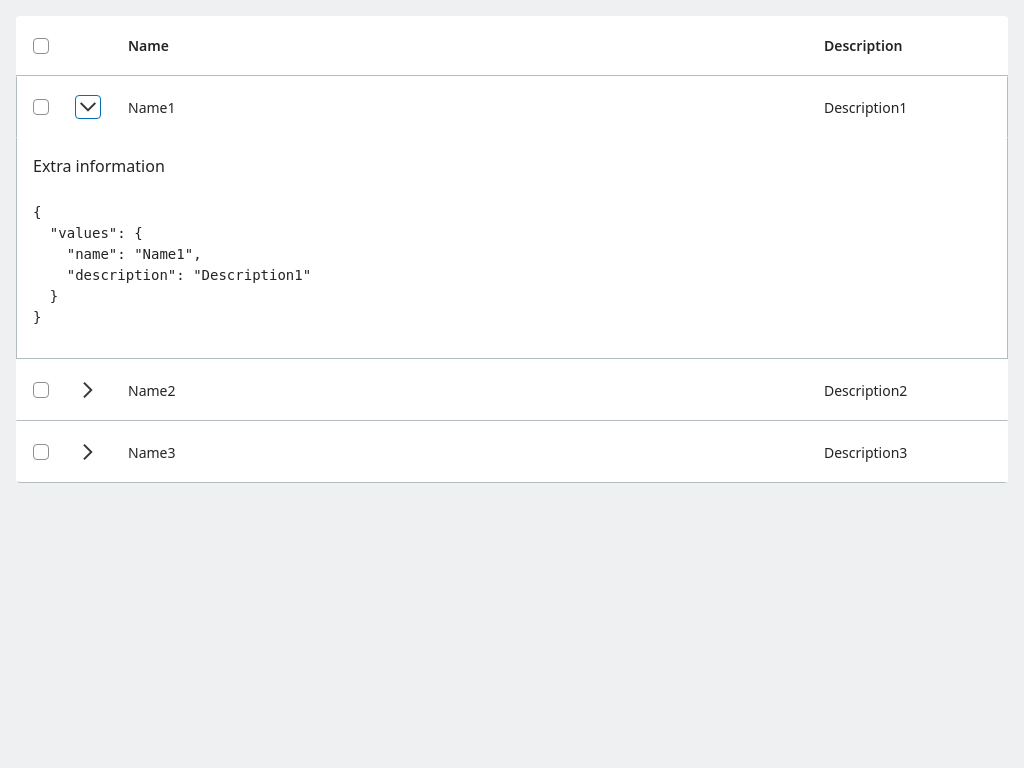 Name Description
Name1 Description1
Extra information
{
  "values": {
    "name": "Name1",
    "description": "Description1"
  }
}
Name2 Description2
Name3 Description3